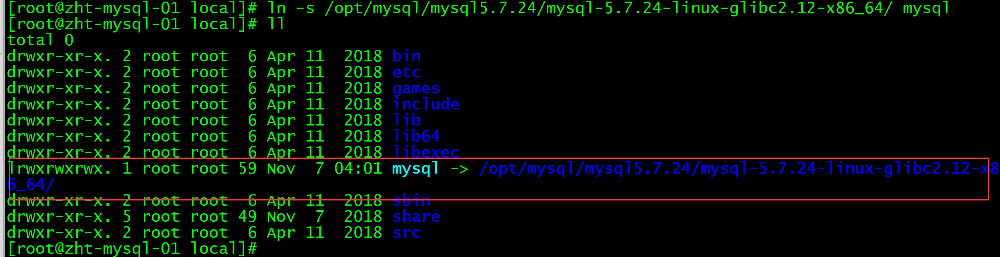 [root@zht-mysql-01 local]# ln -s /opt/mysql/mysql5.7.24/mysql-5.7.24-linux-glibc2.12-x86_64/ mysql
[root@zht-mysql-01 local]# ll
total 0
drwxr-xr-x. 2 root root  6 Apr 11  2018 bin
drwxr-xr-x. 2 root root  6 Apr 11  2018 etc
drwxr-xr-x. 2 root root  6 Apr 11  2018 games
drwxr-xr-x. 2 root root  6 Apr 11  2018 include
drwxr-xr-x. 2 root root  6 Apr 11  2018 lib
drwxr-xr-x. 2 root root  6 Apr 11  2018 lib64
drwxr-xr-x. 2 root root  6 Apr 11  2018 libexec
lrwxrwxrwx. 1 root root 59 Nov  7 04:01 mysql -> /opt/mysql/mysql5.7.24/mysql-5.7.24-linux-glibc2.12-x8
6_64/
drwxr-xr-x. 2 root root  6 Apr 11  2018 sbin
drwxr-xr-x. 5 root root 49 Nov  7  2018 share
drwxr-xr-x. 2 root root  6 Apr 11  2018 src
[root@zht-mysql-01 local]#